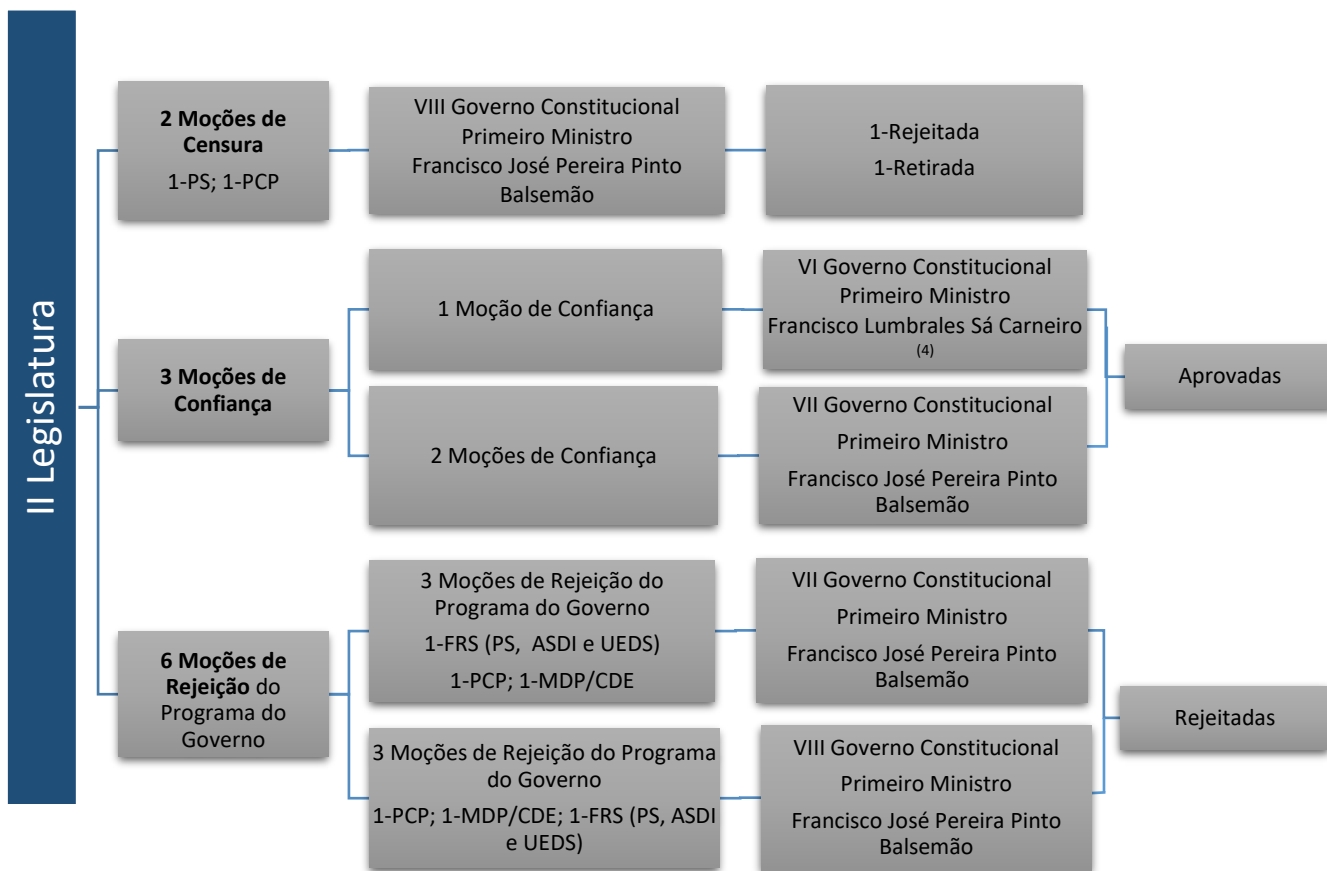 II Legislatura
2 Moções de
Censura
1-PS; 1-PCP
VIII Governo Constitucional
Primeiro Ministro
Francisco José Pereira Pinto
Balsemão
1-Rejeitada
1-Retirada
3 Moções de
Confiança
1 Moção de Confiança
VI Governo Constitucional
Primeiro Ministro
Francisco Lumbrales Sá Carneiro
(4)
2 Moções de Confiança
VII Governo Constitucional
Primeiro Ministro
Francisco José Pereira Pinto
Balsemão
Aprovadas
6 Moções de
Rejeição do
Programa do
Governo
3 Moções de Rejeição do
Programa do Governo
1-FRS (PS, ASDI e UEDS)
1-PCP; 1-MDP/CDE
VII Governo Constitucional
Primeiro Ministro
Francisco José Pereira Pinto
Balsemão
3 Moções de Rejeição do Programa
do Governo
1-PCP; 1-MDP/CDE; 1-FRS (PS, ASDI
e UEDS)
VIII Governo Constitucional
Primeiro Ministro
Francisco José Pereira Pinto
Balsemão
Rejeitadas